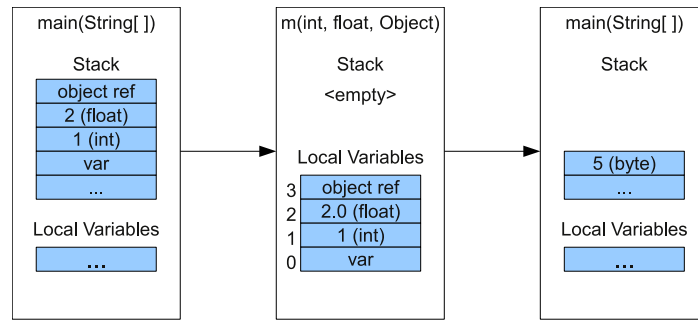 main(String[ ])
Stack
object ref
2 (float)
1 (int)
var
...
Local Variables
...
m(int, float, Object)
Stack
<empty>
Local Variables
3 object ref
2 2.0 (float)
1 1 (int)
0 var
main(String[ ])
Stack
5 (byte)
...
Local Variables
...